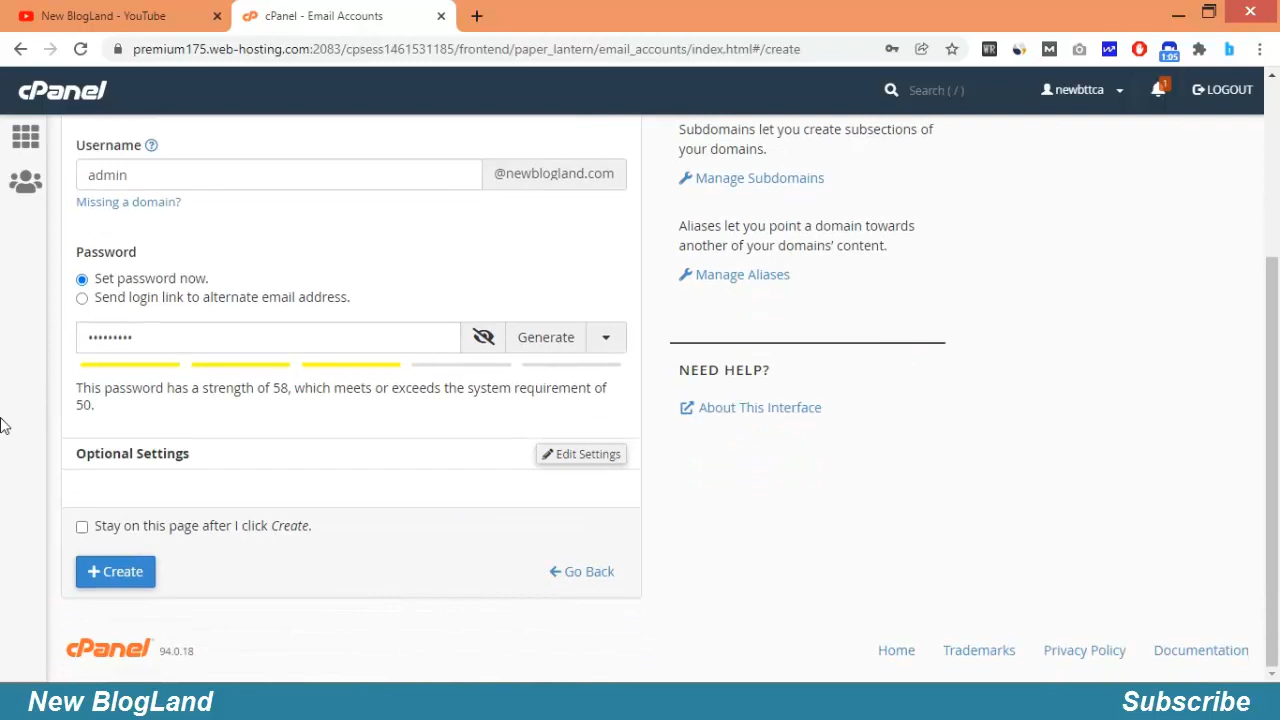 New BlogLand - YouTube
cPanel - Email Accounts
premium175.web-hosting.com:2083/cpsess1461531185/frontend/paper_lantern/email_accounts/index.html#/create
WR
M
1:05
b
cPanel
Search ( / )
newbttca
1
LOGOUT
Username
admin
@newblogland.com
Missing a domain?
Password
Set password now.
Send login link to alternate email address.
•••••••••
Generate
This password has a strength of 58, which meets or exceeds the system requirement of
50.
Optional Settings
Edit Settings
Stay on this page after I click Create.
Create
Go Back
Subdomains let you create subsections of
your domains.
Manage Subdomains
Aliases let you point a domain towards
another of your domains’ content.
Manage Aliases
NEED HELP?
About This Interface
cPanel
94.0.18
Home
Trademarks
Privacy Policy
Documentation
New BlogLand
Subscribe